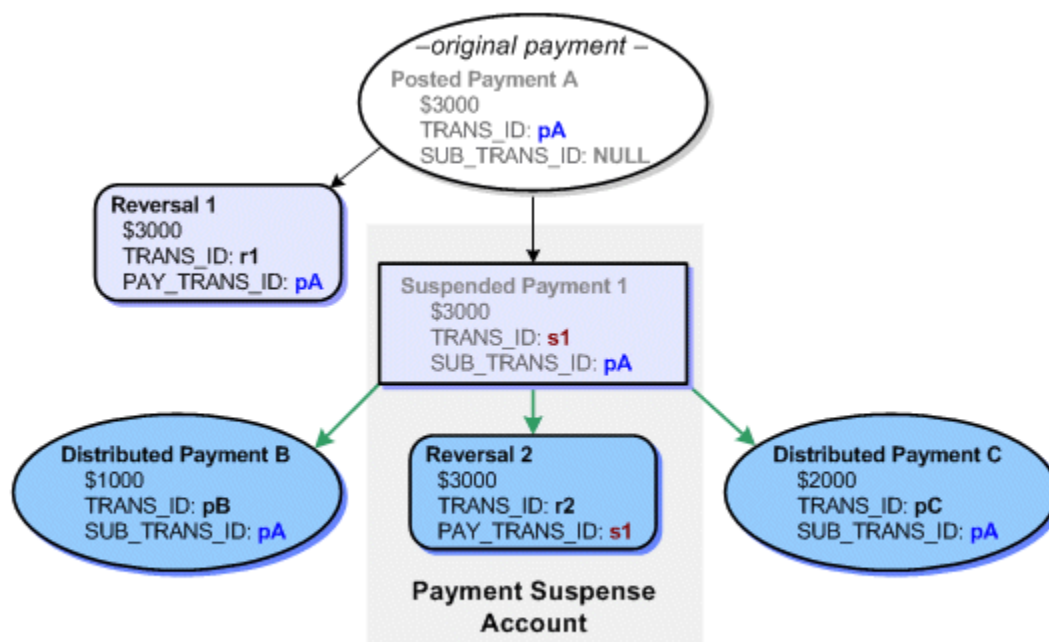 –original payment –
Posted Payment A
$3000
TRANS_ID: pA
SUB_TRANS_ID: NULL
Reversal 1
$3000
TRANS_ID: r1
PAY_TRANS_ID: pA
Suspended Payment 1
$3000
TRANS_ID: s1
SUB_TRANS_ID: pA
Distributed Payment B
$1000
TRANS_ID: pB
SUB_TRANS_ID: pA
Reversal 2
$3000
TRANS_ID: r2
PAY_TRANS_ID: s1
Distributed Payment C
$2000
TRANS_ID: pC
SUB_TRANS_ID: pA
Payment Suspense
Account